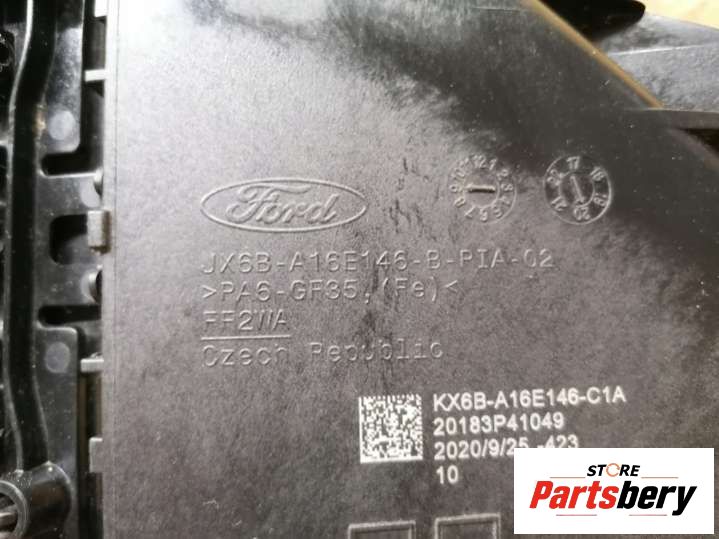 Ford
JX6B-A16E146-B-PIA-02
>PA6-GF35,(Fe)<
FF2WA
Czech Republic
KX6B-A16E146-C1A
20183P41049
2020/9/25 -423
10
STORE
Partsbery